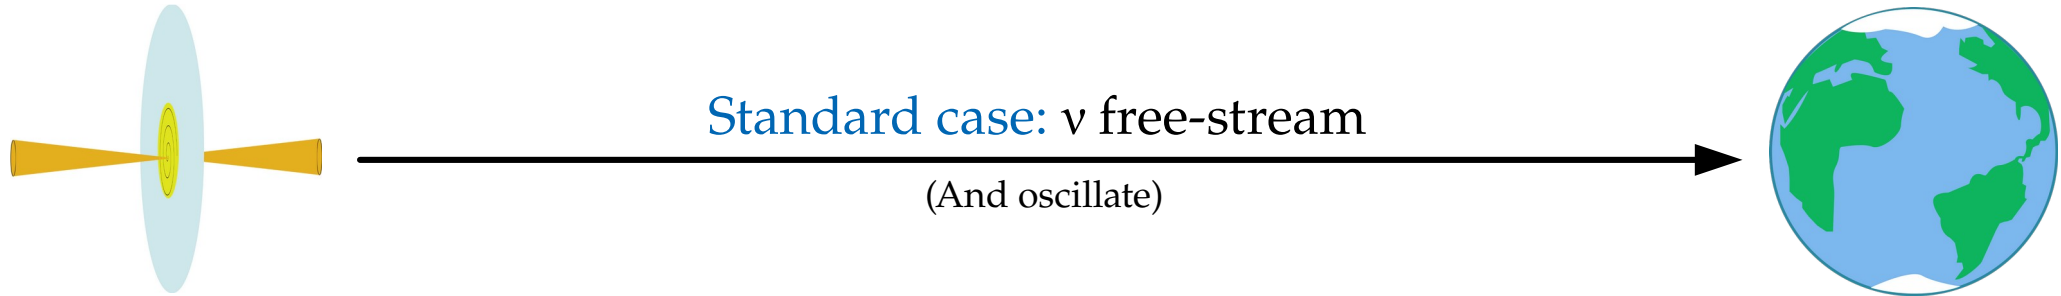 Standard case: ν free-stream
(And oscillate)